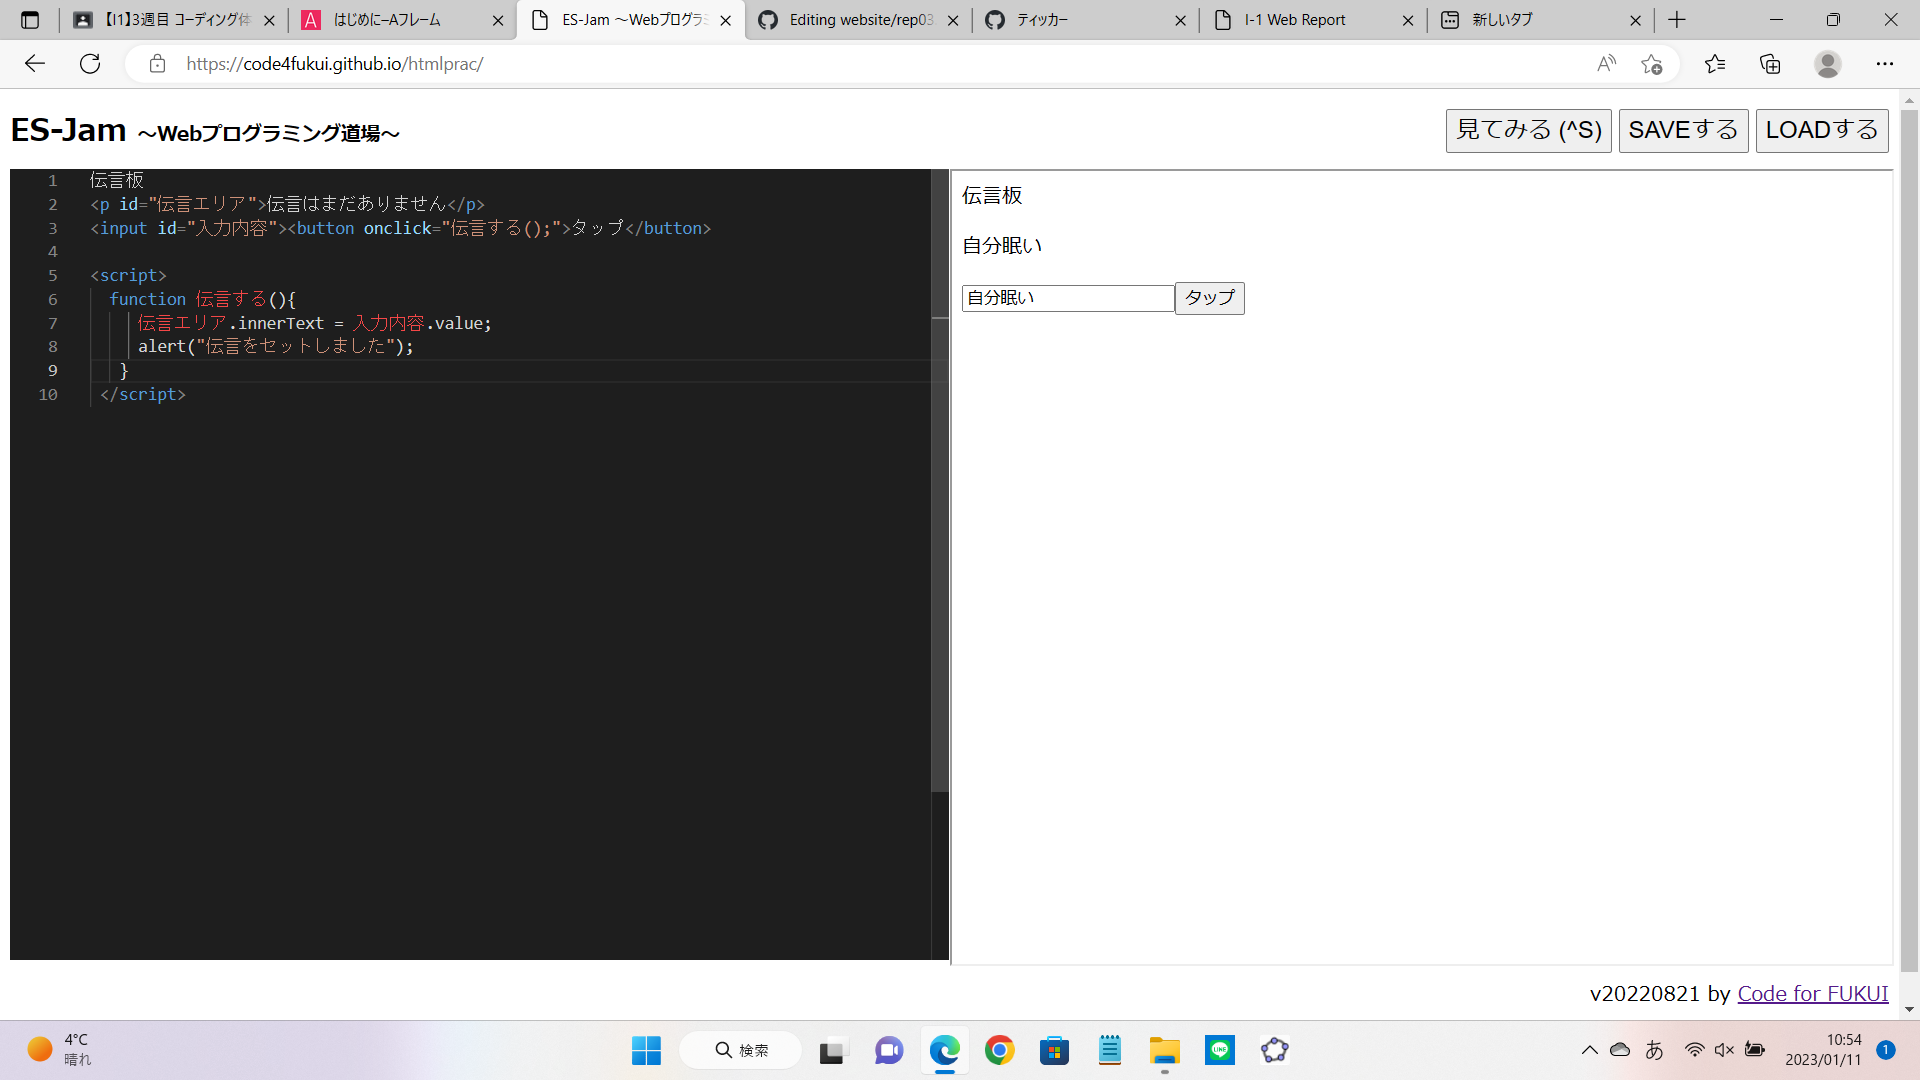 【I1】3週目 コーディング体
はじめに–Aフレーム
ES-Jam ～Webプログラミ
Editing website/rep03
ティッカー
I-1 Web Report
新しいタブ
https://code4fukui.github.io/htmlprac/
ES-Jam ～Webプログラミング道場～
見てみる (^S) SAVEする LOADする
1 伝言板
2 <p id="伝言エリア">伝言はまだありません</p>
3 <input id="入力内容"><button onclick="伝言する();">タップ</button>
4
5 <script>
6 function 伝言する(){
7 伝言エリア.innerText = 入力内容.value;
8 alert("伝言をセットしました");
9 }
10 </script>
伝言板
自分眠い
自分眠い タップ
v20220821 by Code for FUKUI
4°C
晴れ
検索
LINE
あ
10:54
2023/01/11
1